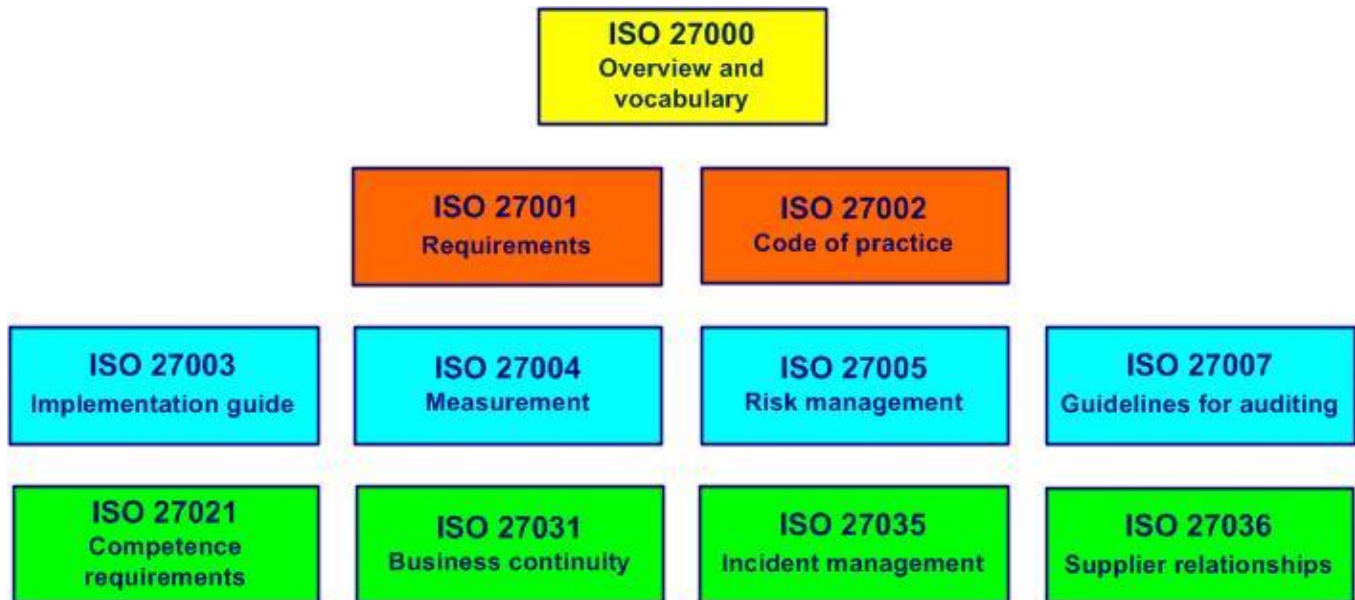 ISO 27000
Overview and
vocabulary
ISO 27001
Requirements
ISO 27002
Code of practice
ISO 27003
Implementation guide
ISO 27004
Measurement
ISO 27005
Risk management
ISO 27007
Guidelines for auditing
ISO 27021
Competence
requirements
ISO 27031
Business continuity
ISO 27035
Incident management
ISO 27036
Supplier relationships